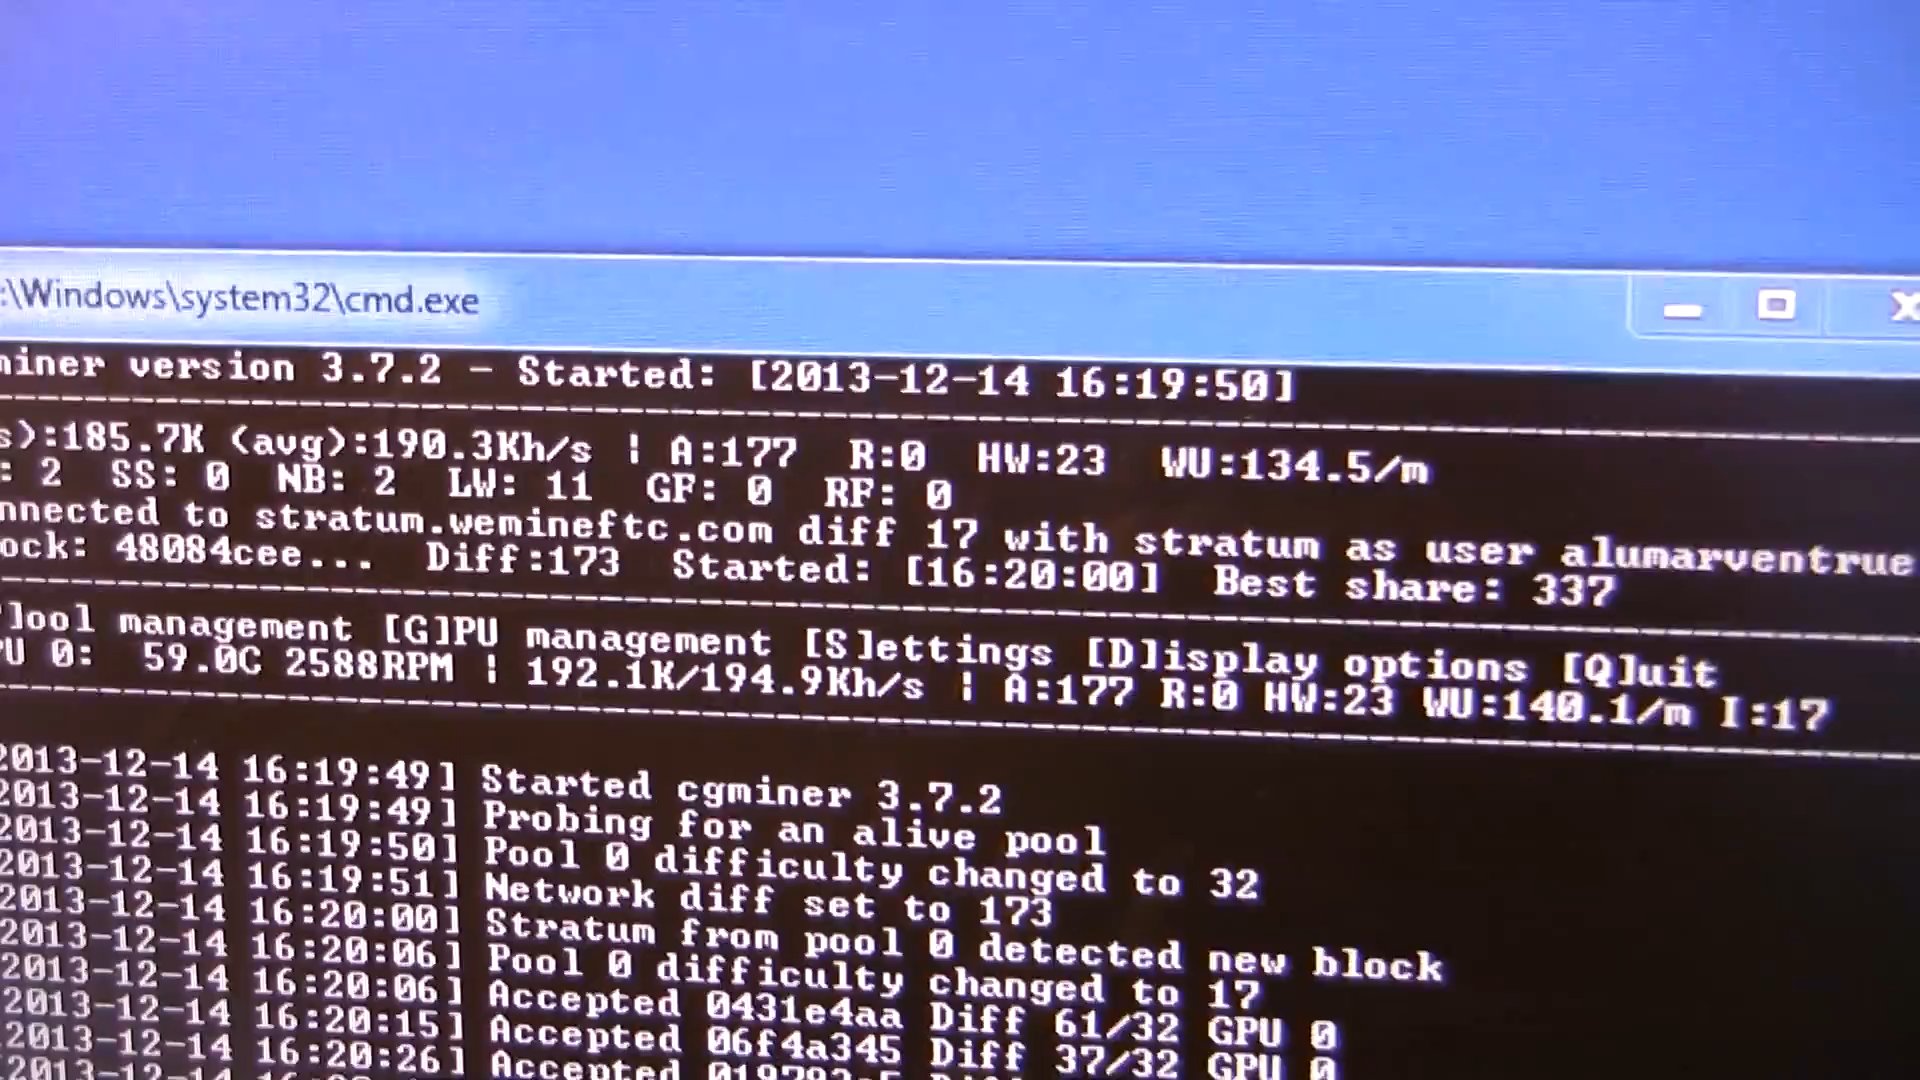 :\Windows\system32\cmd.exe
miner version 3.7.2 - Started: [2013-12-14 16:19:50]
s):185.7K (avg):190.3Kh/s | A:177 R:0 HW:23 WU:134.5/m
: 2 SS: 0 NB: 2 LW: 11 GF: 0 RF: 0
nnected to stratum.wemineftc.com diff 17 with stratum as user alumarventrue
ock: 48084cee... Diff:173 Started: [16:20:00] Best share: 337
]ool management [G]PU management [S]ettings [D]isplay options [Q]uit
PU 0: 59.0C 2588RPM | 192.1K/194.9Kh/s | A:177 R:0 HW:23 WU:140.1/m I:17
2013-12-14 16:19:49] Started cgminer 3.7.2
2013-12-14 16:19:49] Probing for an alive pool
2013-12-14 16:19:50] Pool 0 difficulty changed to 32
2013-12-14 16:19:51] Network diff set to 173
2013-12-14 16:20:00] Stratum from pool 0 detected new block
2013-12-14 16:20:06] Pool 0 difficulty changed to 17
2013-12-14 16:20:06] Accepted 0431e4aa Diff 61/32 GPU 0
2013-12-14 16:20:15] Accepted 06f4a345 Diff 37/32 GPU 0
2013-12-14 16:20:26] Accepted